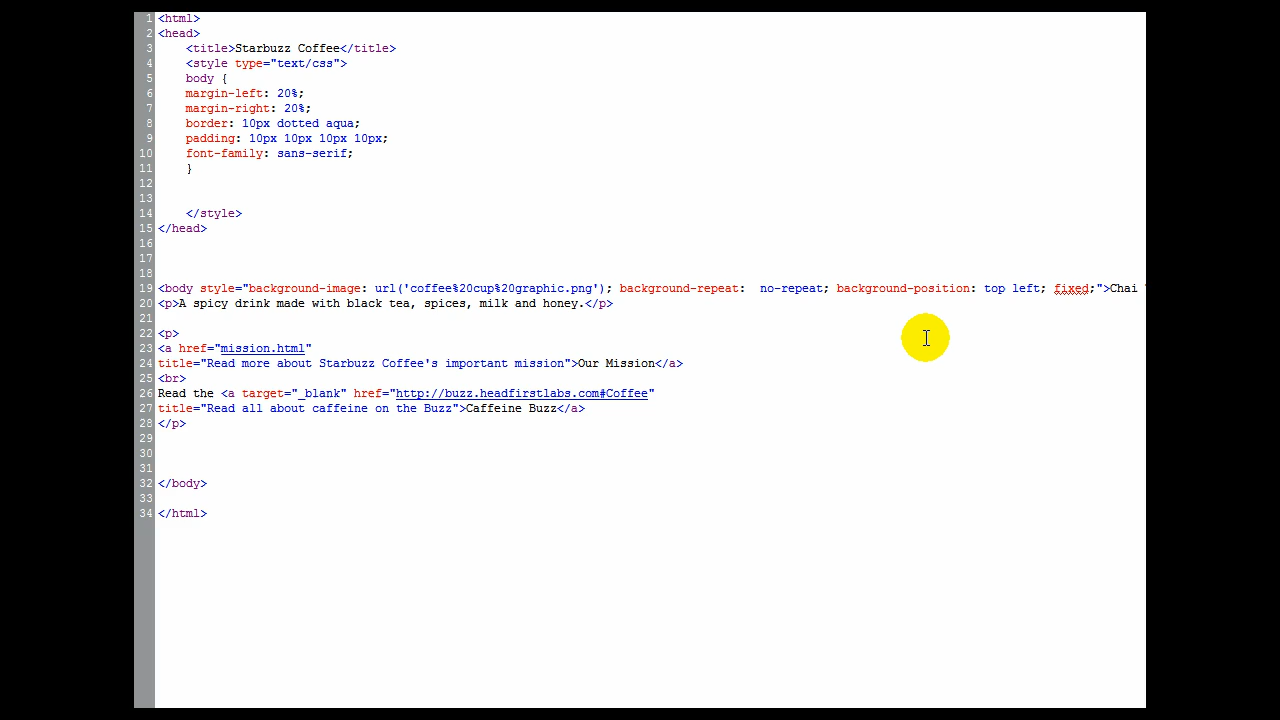 1 <html>
2 <head>
3 <title>Starbuzz Coffee</title>
4 <style type="text/css">
5 body {
6 margin-left: 20%;
7 margin-right: 20%;
8 border: 10px dotted aqua;
9 padding: 10px 10px 10px 10px;
10 font-family: sans-serif;
11 }
12
13
14 </style>
15 </head>
16
17
18
19 <body style="background-image: url('coffee%20cup%20graphic.png'); background-repeat:  no-repeat; background-position: top left; fixed;">Chai
20 <p>A spicy drink made with black tea, spices, milk and honey.</p>
21
22 <p>
23 <a href="mission.html"
24 title="Read more about Starbuzz Coffee's important mission">Our Mission</a>
25 <br>
26 Read the <a target="_blank" href="http://buzz.headfirstlabs.com#Coffee"
27 title="Read all about caffeine on the Buzz">Caffeine Buzz</a>
28 </p>
29
30
31
32 </body>
33
34 </html>